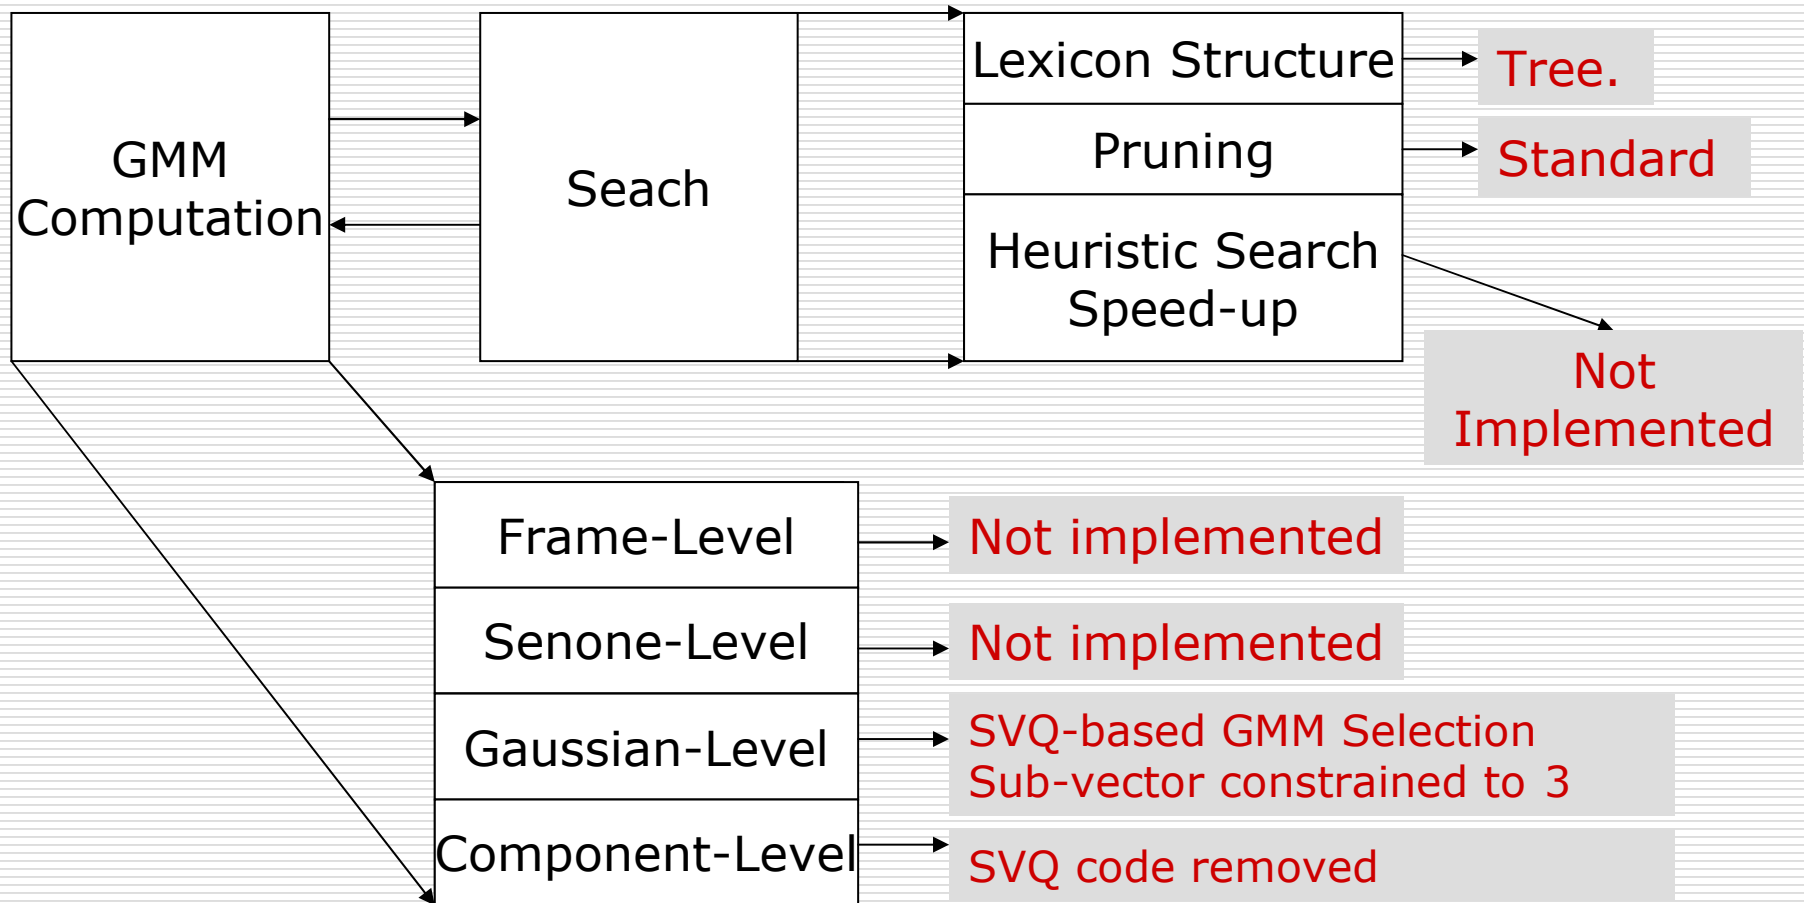 GMM
Computation
Seach
Lexicon Structure
Tree.
Pruning
Standard
Heuristic Search
Speed-up
Not
Implemented
Frame-Level
Not implemented
Senone-Level
Not implemented
Gaussian-Level
SVQ-based GMM Selection
Sub-vector constrained to 3
Component-Level
SVQ code removed